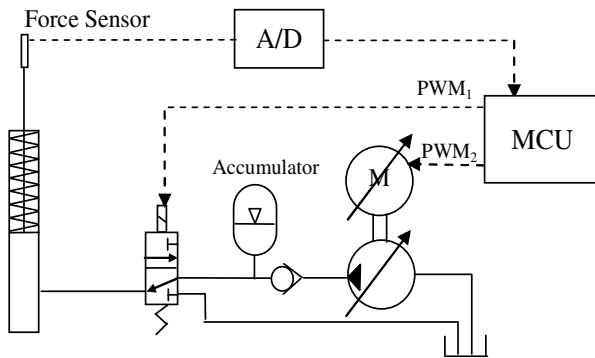 Force Sensor
A/D
PWM1
MCU
PWM2
M
Accumulator